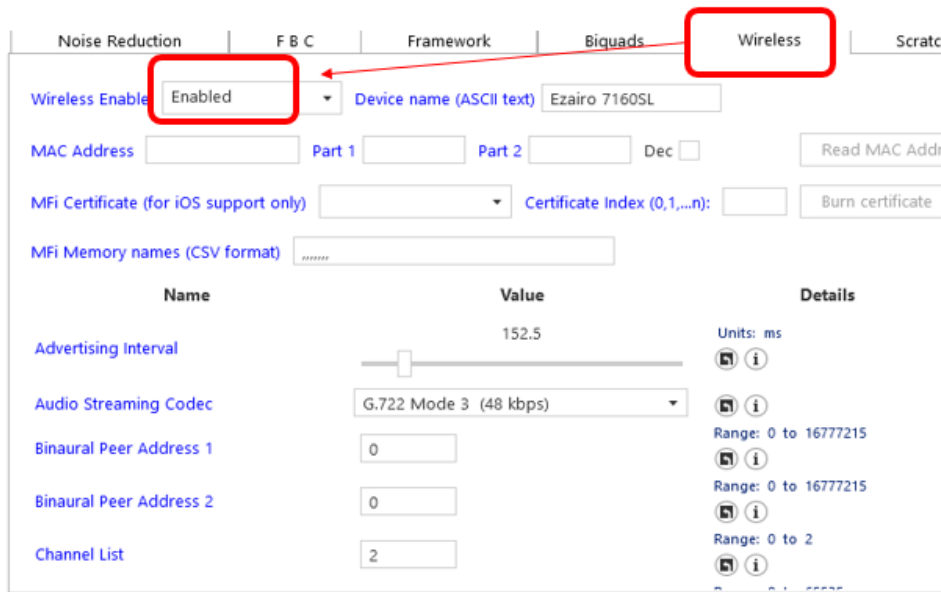 Noise Reduction F B C Framework Biquads Wireless Scratc
Wireless Enable Enabled Device name (ASCII text) Ezairo 7160SL
MAC Address Part 1 Part 2 Dec Read MAC Addr
MFi Certificate (for iOS support only) Certificate Index (0,1,...n): Burn certificate
MFi Memory names (CSV format) ,,,,,,,
Name Value Details
Advertising Interval 152.5 Units: ms
Audio Streaming Codec G.722 Mode 3 (48 kbps)
Binaural Peer Address 1 0 Range: 0 to 16777215
Binaural Peer Address 2 0 Range: 0 to 16777215
Channel List 2 Range: 0 to 2